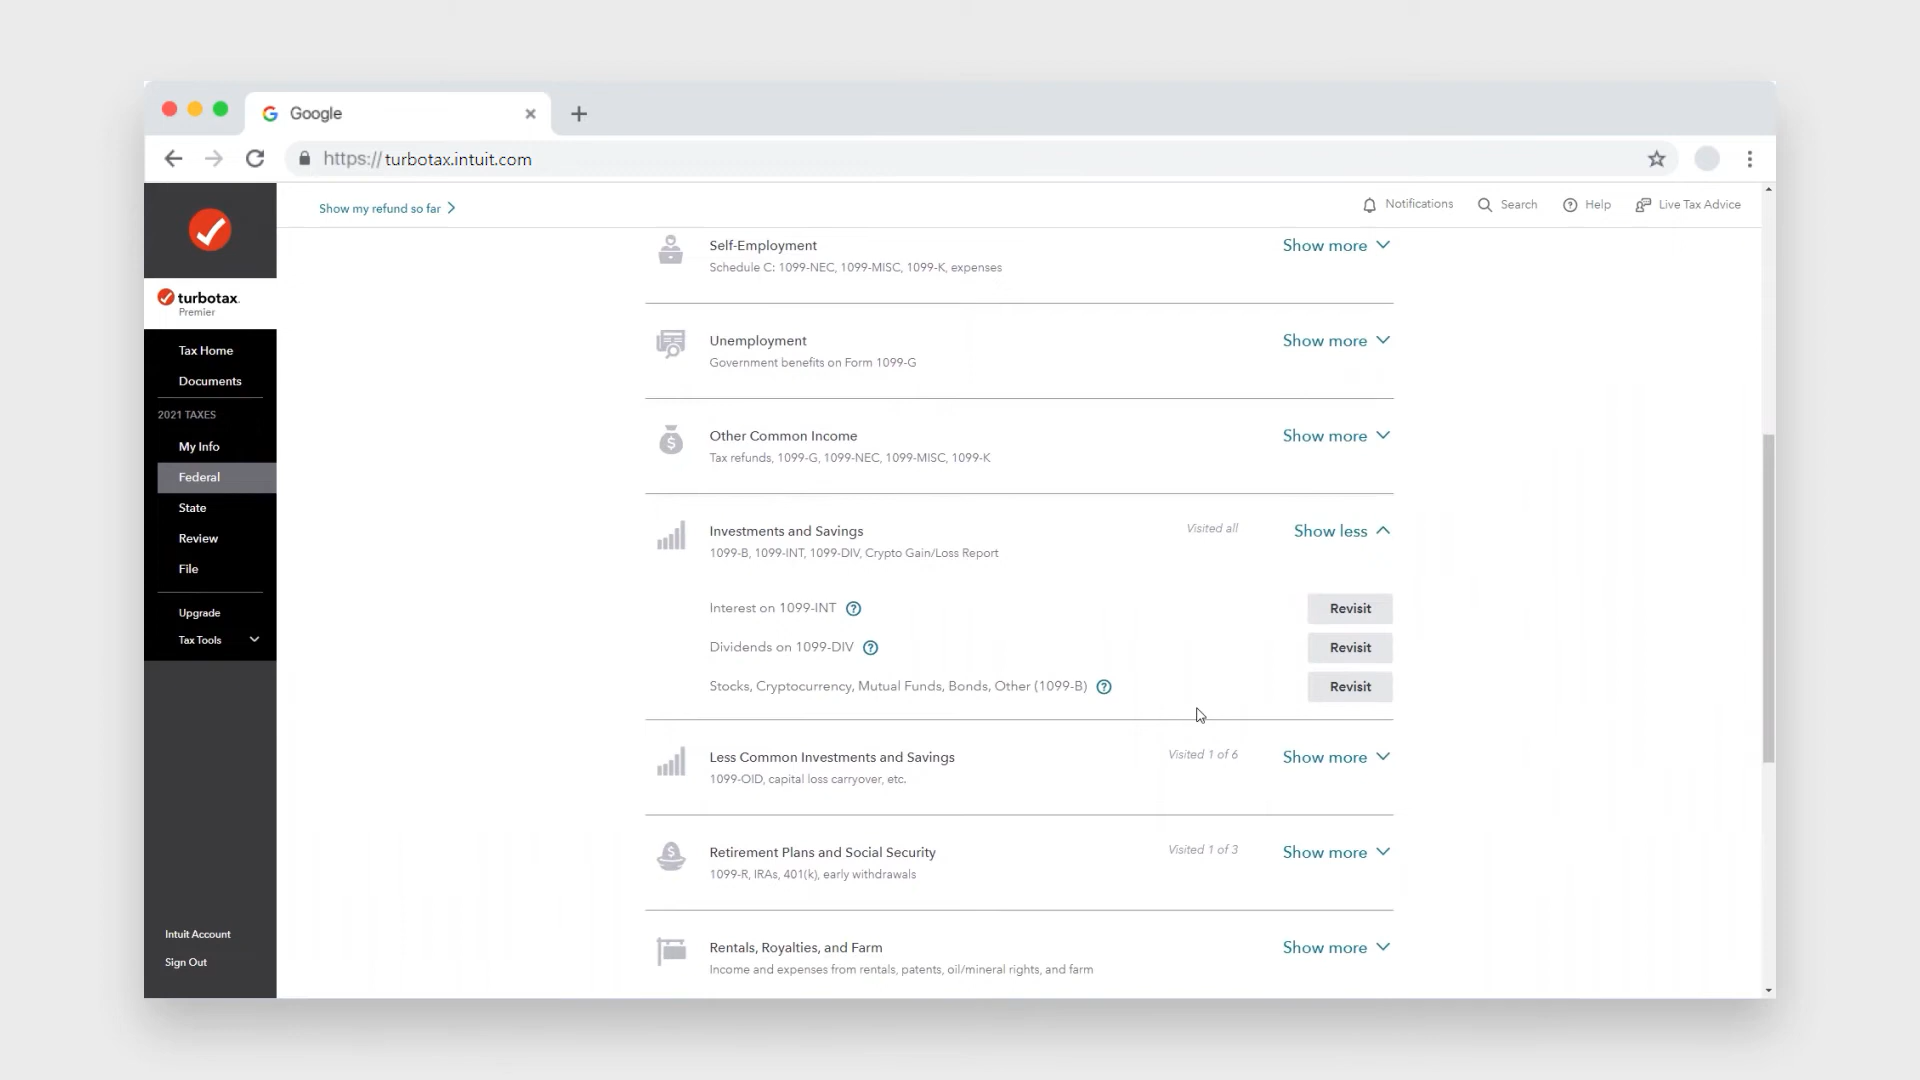 Google
https://turbotax.intuit.com
Show my refund so far
Notifications
Search
Help
Live Tax Advice
turbotax.
Premier
Tax Home
Documents
2021 TAXES
My Info
Federal
State
Review
File
Upgrade
Tax Tools
Intuit Account
Sign Out
Self-Employment
Show more
Schedule C: 1099-NEC, 1099-MISC, 1099-K, expenses
Unemployment
Show more
Government benefits on Form 1099-G
Other Common Income
Show more
Tax refunds, 1099-G, 1099-NEC, 1099-MISC, 1099-K
Investments and Savings
Visited all
Show less
1099-B, 1099-INT, 1099-DIV, Crypto Gain/Loss Report
Interest on 1099-INT ?
Revisit
Dividends on 1099-DIV ?
Revisit
Stocks, Cryptocurrency, Mutual Funds, Bonds, Other (1099-B) ?
Revisit
Less Common Investments and Savings
Visited 1 of 6
Show more
1099-OID, capital loss carryover, etc.
Retirement Plans and Social Security
Visited 1 of 3
Show more
1099-R, IRAs, 401(k), early withdrawals
Rentals, Royalties, and Farm
Show more
Income and expenses from rentals, patents, oil/mineral rights, and farm